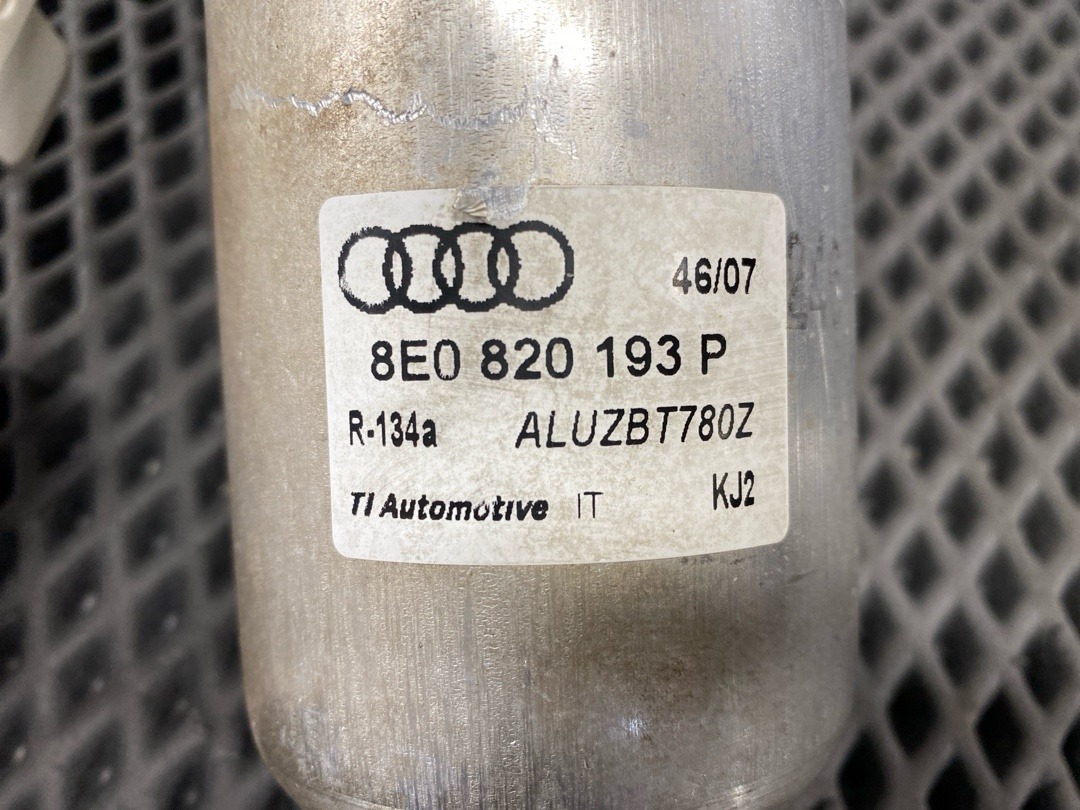 46/07
8E0 820 193 P
R-134a ALUZBT780Z
TI Automotive IT KJ2